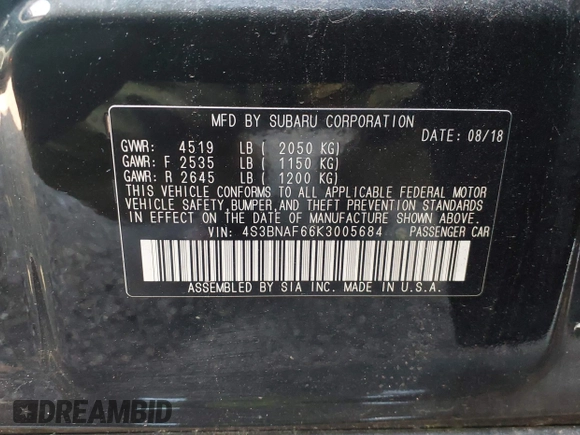 MFD BY SUBARU CORPORATION
DATE: 08/18
GVWR: 4519 LB ( 2050 KG)
GAWR: F 2535 LB ( 1150 KG)
GAWR: R 2645 LB ( 1200 KG)
THIS VEHICLE CONFORMS TO ALL APPLICABLE FEDERAL MOTOR
VEHICLE SAFETY, BUMPER, AND THEFT PREVENTION STANDARDS
IN EFFECT ON THE DATE OF MANUFACTURE SHOWN ABOVE.
VIN: 4S3BNAF66K3005684 PASSENGER CAR
ASSEMBLED BY SIA INC. MADE IN U.S.A.
DREAMBID